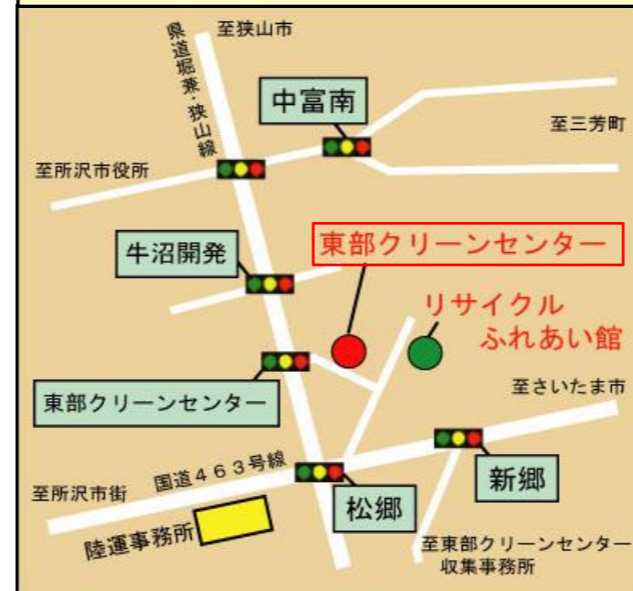 至狭山市
県道堀兼・狭山線
中富南
至三芳町
至所沢市役所
牛沼開発
東部クリーンセンター
リサイクル
ふれあい館
東部クリーンセンター
至さいたま市
国道463号線
至所沢市街
松郷
新郷
陸運事務所
至東部クリーンセンター
収集事務所